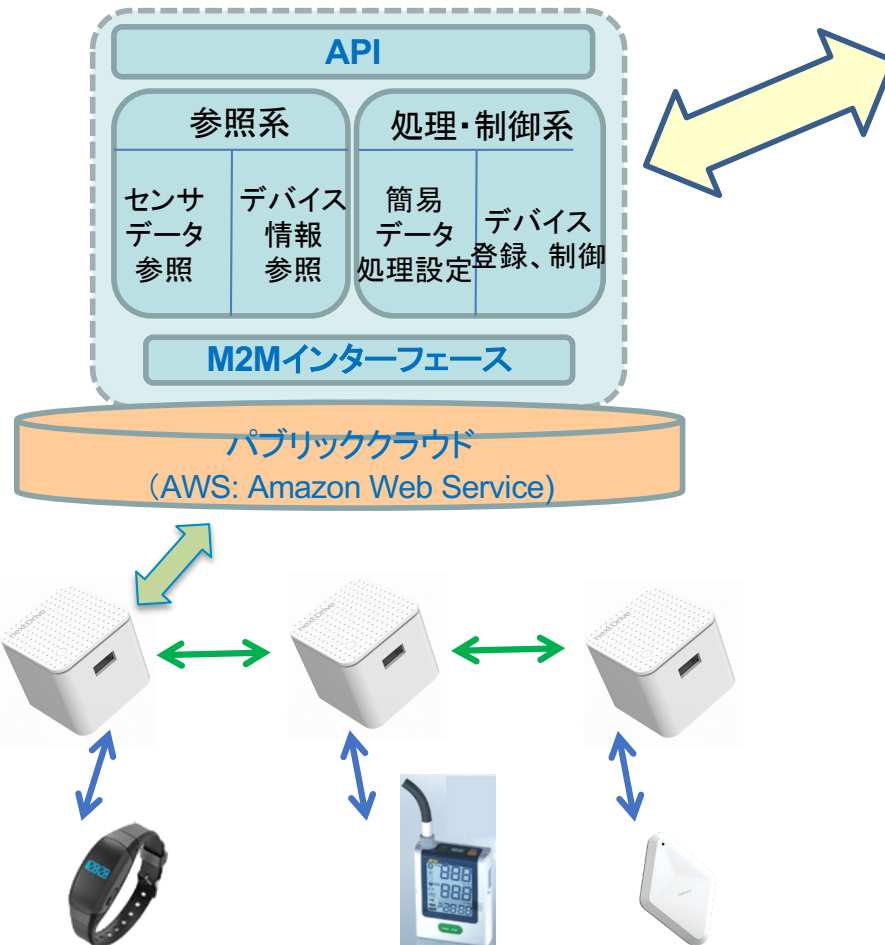 API
参照系
処理・制御系
センサ
データ
参照
デバイス
情報
参照
簡易
データ
処理設定
デバイス
登録、制御
M2Mインターフェース
パブリッククラウド
（AWS: Amazon Web Service)
nextDrive
nextDrive
nextDrive